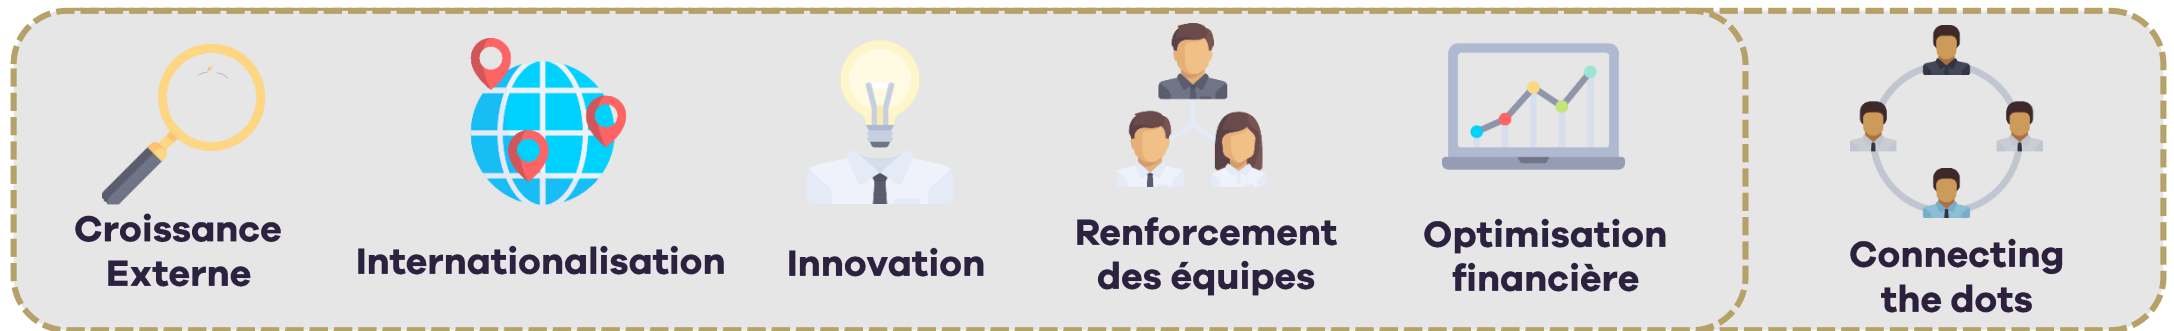 Croissance
Externe
Internationalisation
Innovation
Renforcement
des équipes
Optimisation
financière
Connecting
the dots